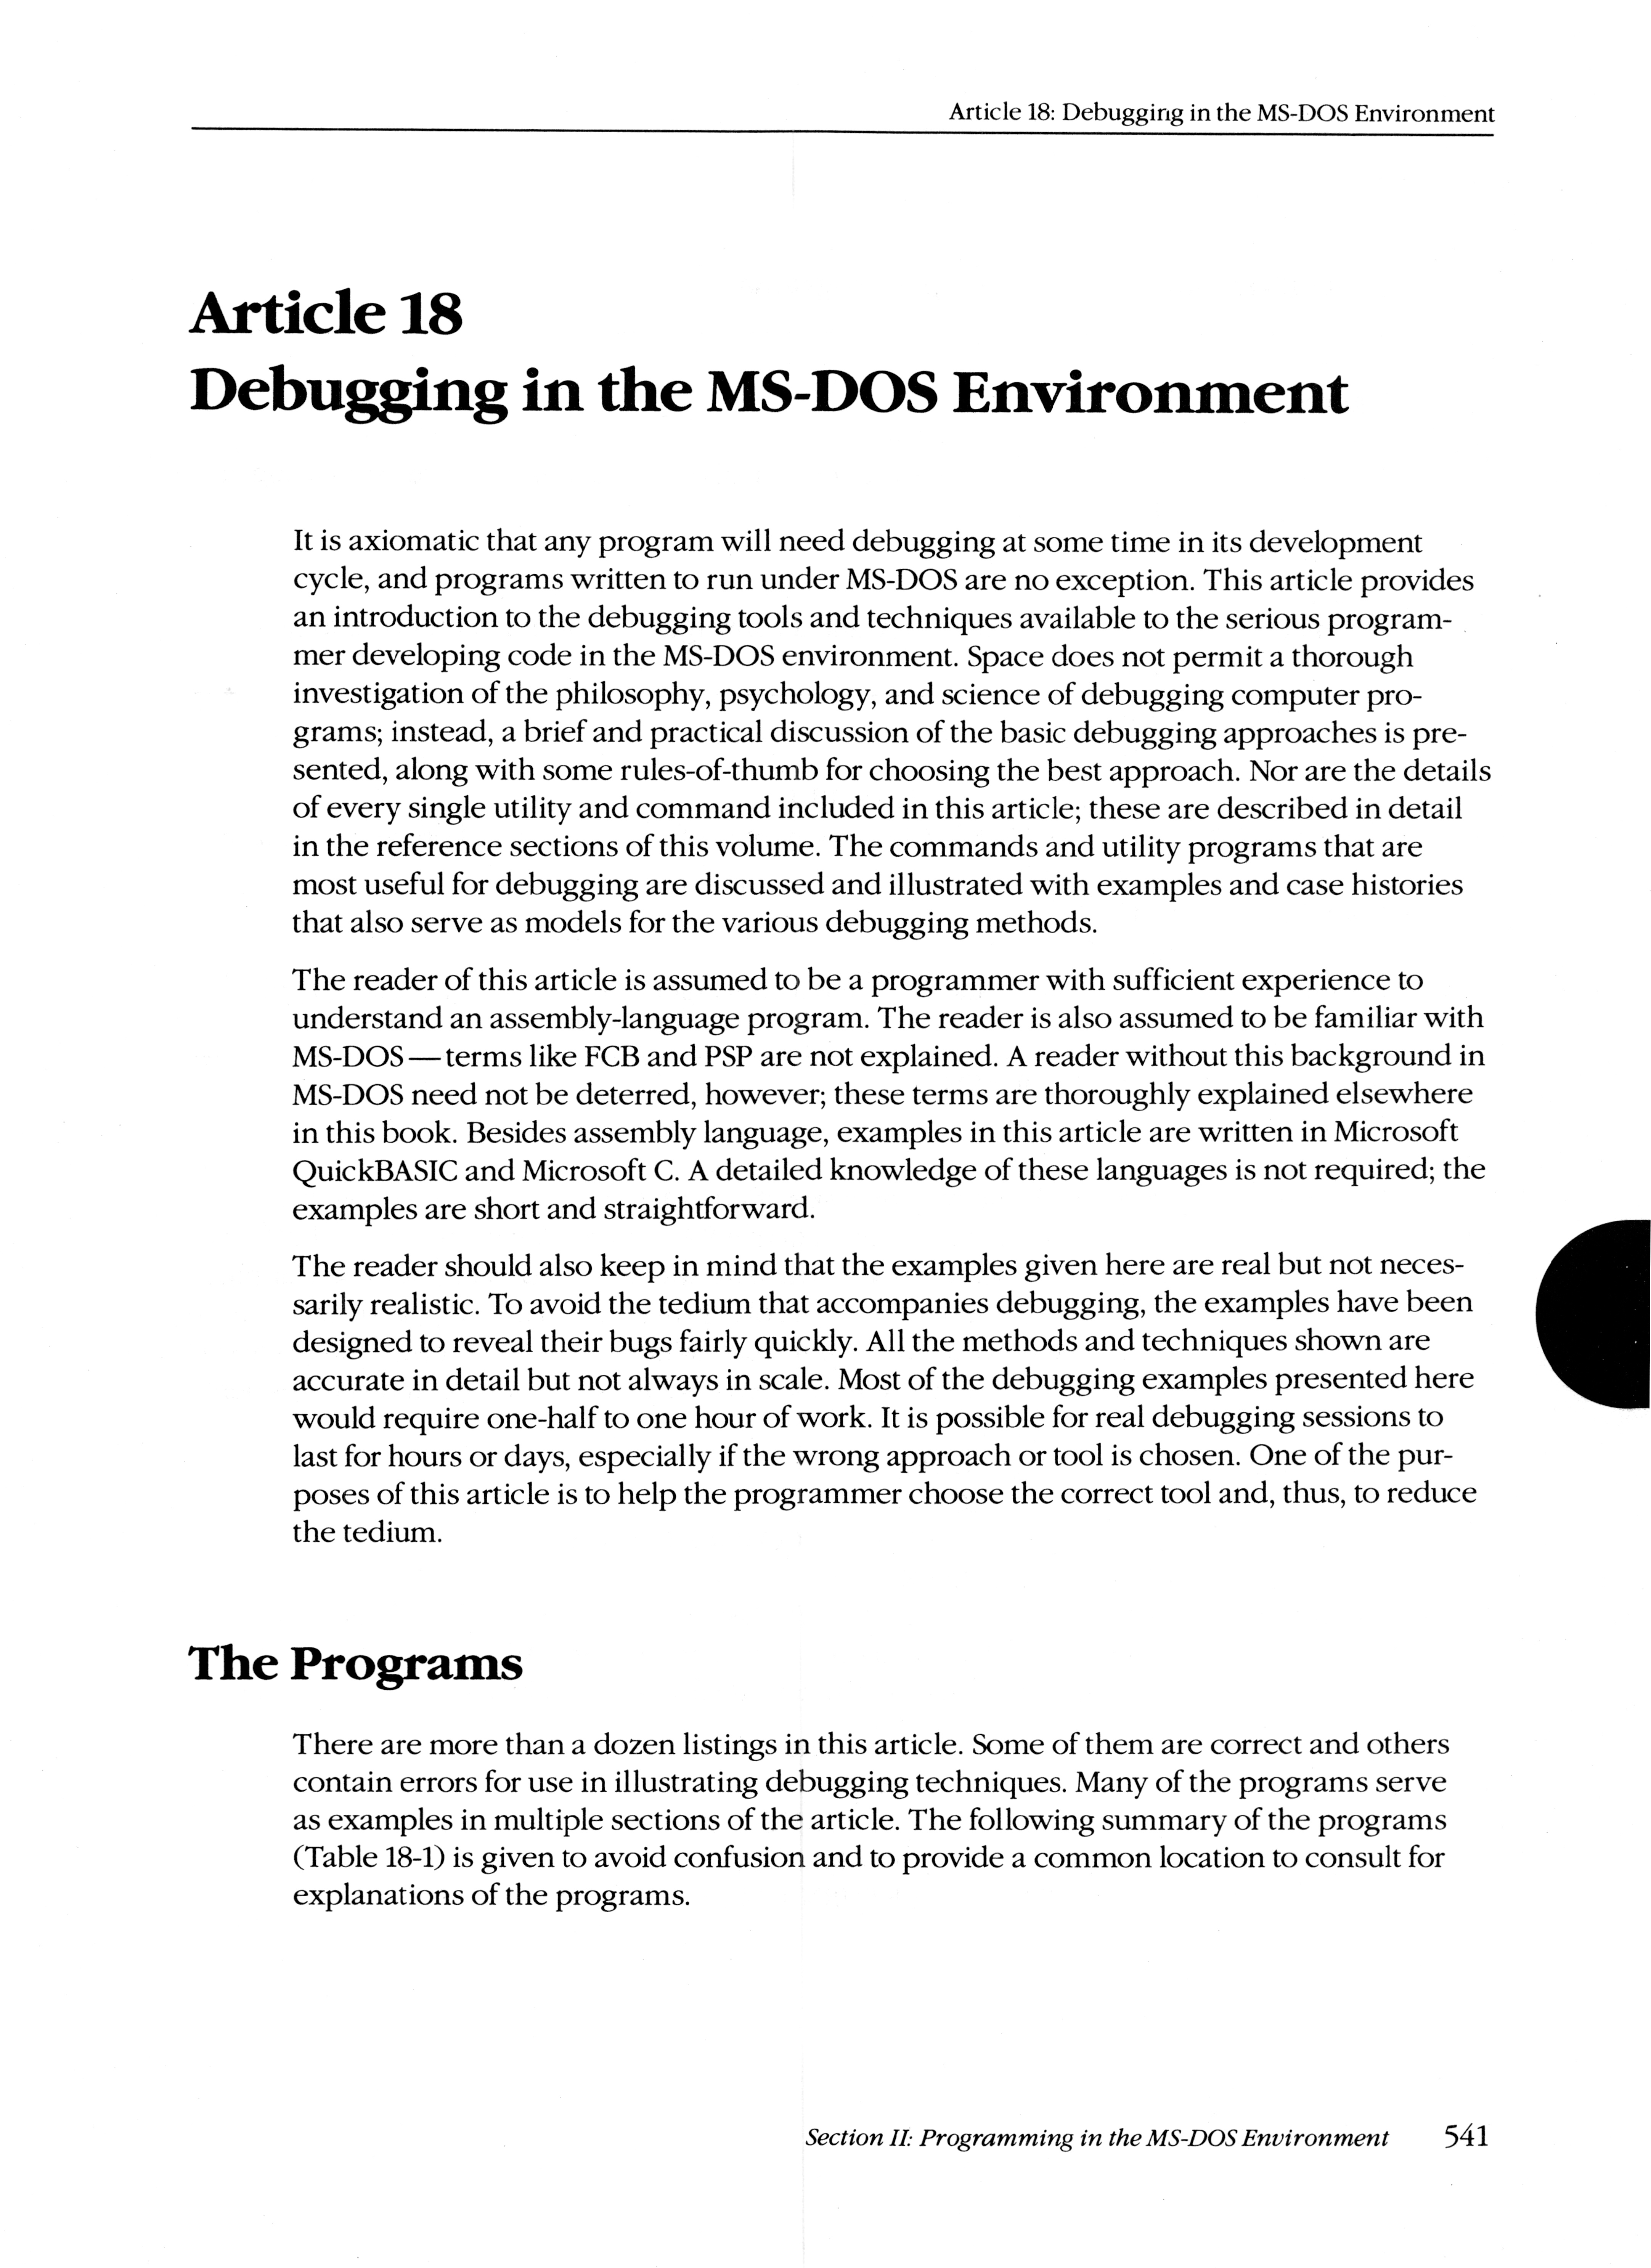 Article 18: Debugging in the MS-DOS Environment
Article 18
Debugging in the MS-DOS Environment
It is axiomatic that any program will need debugging at some time in its development
cycle, and programs written to run under MS-DOS are no exception. This article provides
an introduction to the debugging tools and techniques available to the serious program-
mer developing code in the MS-DOS environment. Space does not permit a thorough
investigation of the philosophy, psychology, and science of debugging computer pro-
grams; instead, a brief and practical discussion of the basic debugging approaches is pre-
sented, along with some rules-of-thumb for choosing the best approach. Nor are the details
of every single utility and command included in this article; these are described in detail
in the reference sections of this volume. The commands and utility programs that are
most useful for debugging are discussed and illustrated with examples and case histories
that also serve as models for the various debugging methods.
The reader of this article is assumed to be a programmer with sufficient experience to
understand an assembly-language program. The reader is also assumed to be familiar with
MS-DOS — terms like FCB and PSP are not explained. A reader without this background in
MS-DOS need not be deterred, however; these terms are thoroughly explained elsewhere
in this book. Besides assembly language, examples in this article are written in Microsoft
QuickBASIC and Microsoft C. A detailed knowledge of these languages is not required; the
examples are short and straightforward.
The reader should also keep in mind that the examples given here are real but not neces-
sarily realistic. To avoid the tedium that accompanies debugging, the examples have been
designed to reveal their bugs fairly quickly. All the methods and techniques shown are
accurate in detail but not always in scale. Most of the debugging examples presented here
would require one-half to one hour of work. It is possible for real debugging sessions to
last for hours or days, especially if the wrong approach or tool is chosen. One of the pur-
poses of this article is to help the programmer choose the correct tool and, thus, to reduce
the tedium.
The Programs
There are more than a dozen listings in this article. Some of them are correct and others
contain errors for use in illustrating debugging techniques. Many of the programs serve
as examples in multiple sections of the article. The following summary of the programs
(Table 18-1) is given to avoid confusion and to provide a common location to consult for
explanations of the programs.
Section II: Programming in the MS-DOS Environment 541